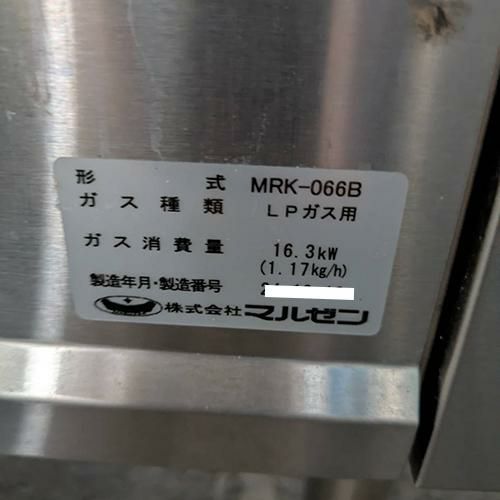 形 式 MRK-066B
ガス種類 LPガス用
ガス消費量 16.3kW
(1.17kg/h)
製造年月・製造番号
株式会社マルゼン